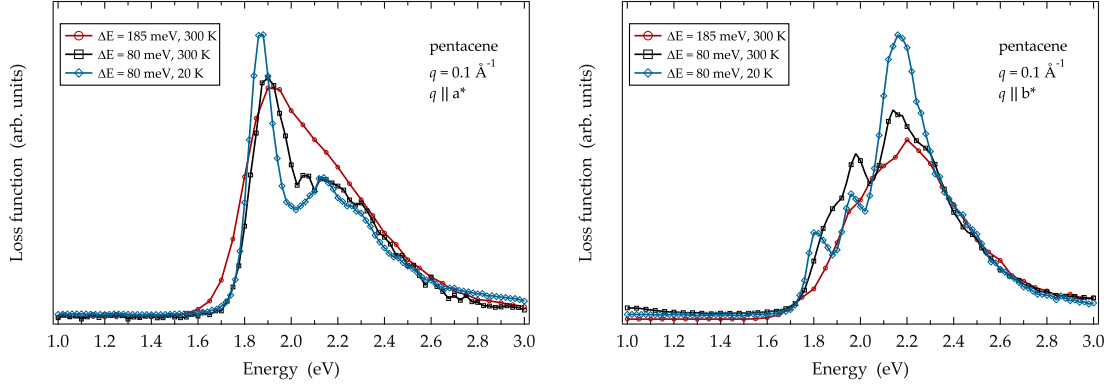 Loss function (arb. units)
ΔE = 185 meV, 300 K
ΔE = 80 meV, 300 K
ΔE = 80 meV, 20 K
pentacene
q = 0.1 Å-1
q || a*
1.0 1.2 1.4 1.6 1.8 2.0 2.2 2.4 2.6 2.8 3.0
Energy (eV)
Loss function (arb. units)
ΔE = 185 meV, 300 K
ΔE = 80 meV, 300 K
ΔE = 80 meV, 20 K
pentacene
q = 0.1 Å-1
q || b*
1.0 1.2 1.4 1.6 1.8 2.0 2.2 2.4 2.6 2.8 3.0
Energy (eV)